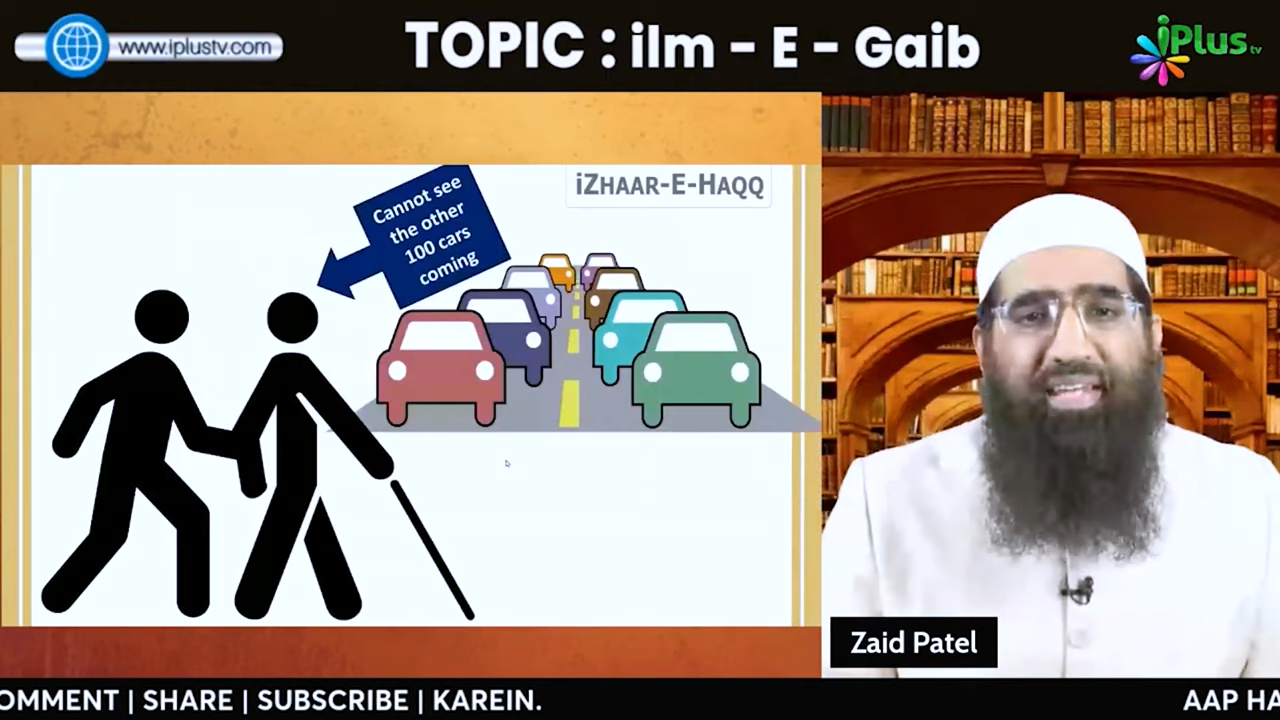 www.iplustv.com
TOPIC : ilm - E - Gaib
iPlus tv
iZHAAR-E-HAQQ
Cannot see
the other
100 cars
coming
Zaid Patel
OMMENT | SHARE | SUBSCRIBE | KAREIN.
AAP HA